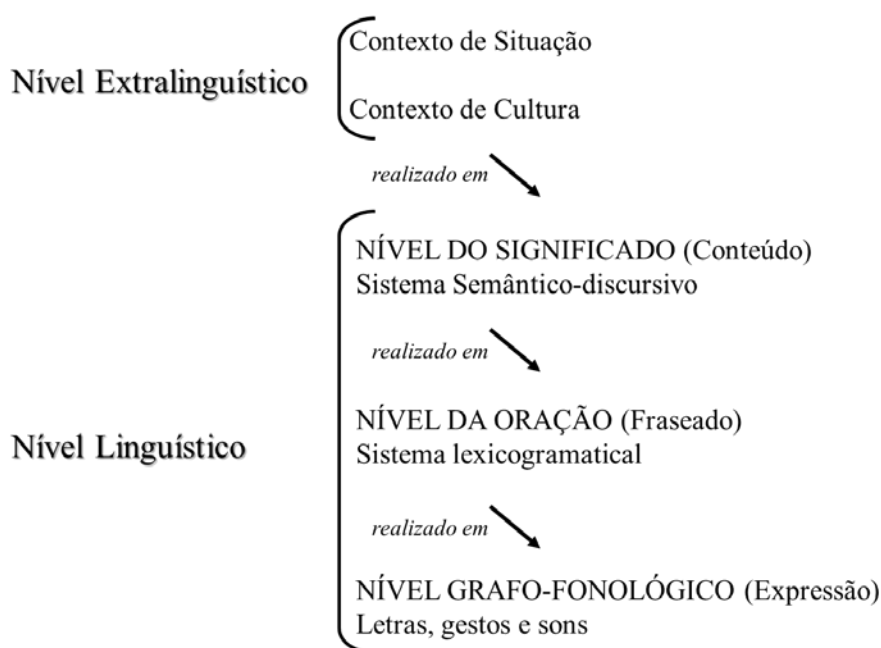 Nível Extralinguístico
Contexto de Situação
Contexto de Cultura
realizado em
Nível Linguístico
NÍVEL DO SIGNIFICADO (Conteúdo)
Sistema Semântico-discursivo
realizado em
NÍVEL DA ORAÇÃO (Fraseado)
Sistema lexicogramatical
realizado em
NÍVEL GRAFO-FONOLÓGICO (Expressão)
Letras, gestos e sons